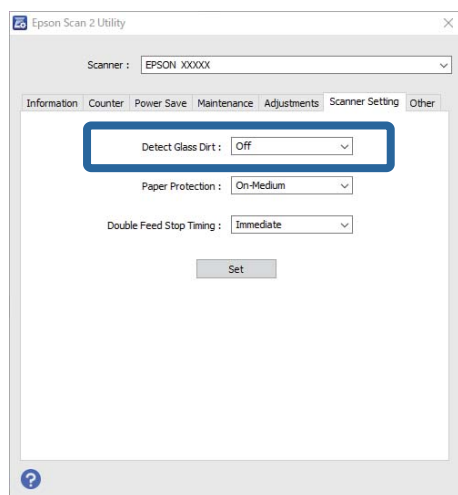 Epson Scan 2 Utility
Scanner : EPSON XXXXX
Information Counter Power Save Maintenance Adjustments Scanner Setting Other
Detect Glass Dirt : Off
Paper Protection : On-Medium
Double Feed Stop Timing : Immediate
Set
?